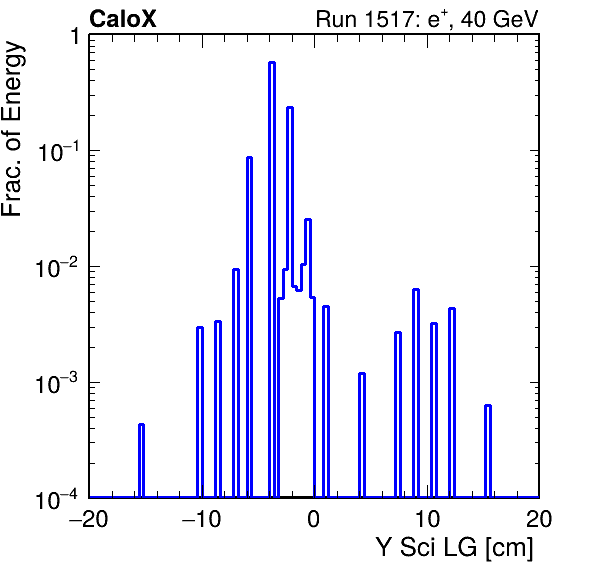 CaloX Run 1517: e⁺, 40 GeV
Frac. of Energy
1
10⁻¹
10⁻²
10⁻³
10⁻⁴
−20 −10 0 10 20
Y Sci LG [cm]